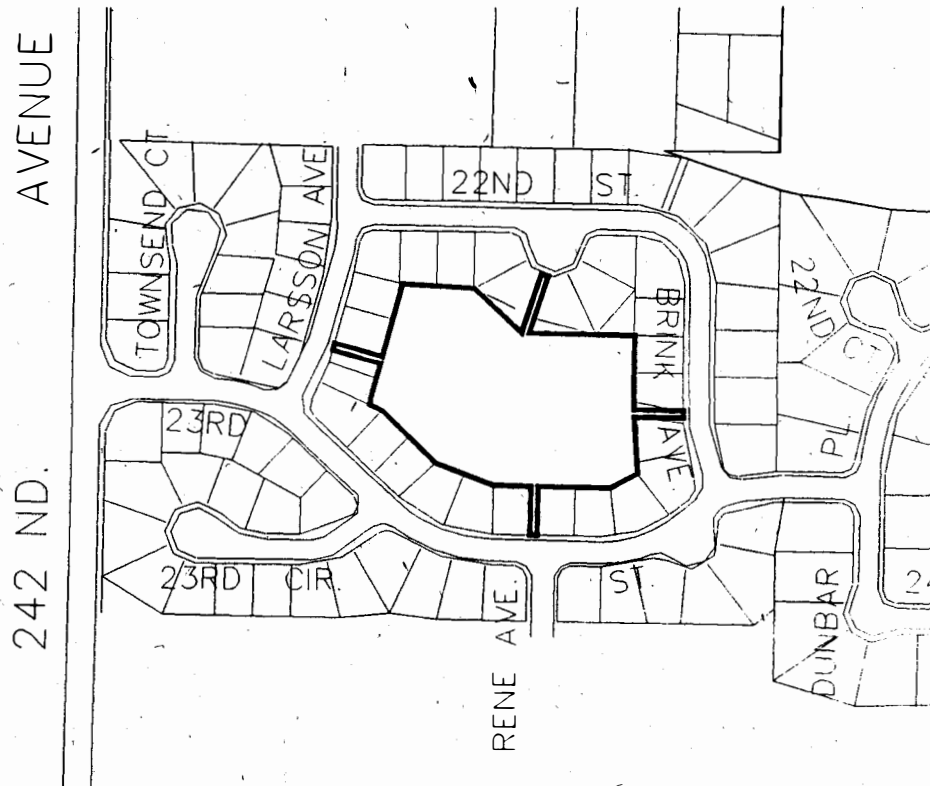 242 ND. AVENUE
TOWNSEND CT
LARSSON AVE
22ND ST.
BRINK AVE
22ND CT
PL
23RD
23RD CIR.
ST
RENE AVE.
DUNBAR
24